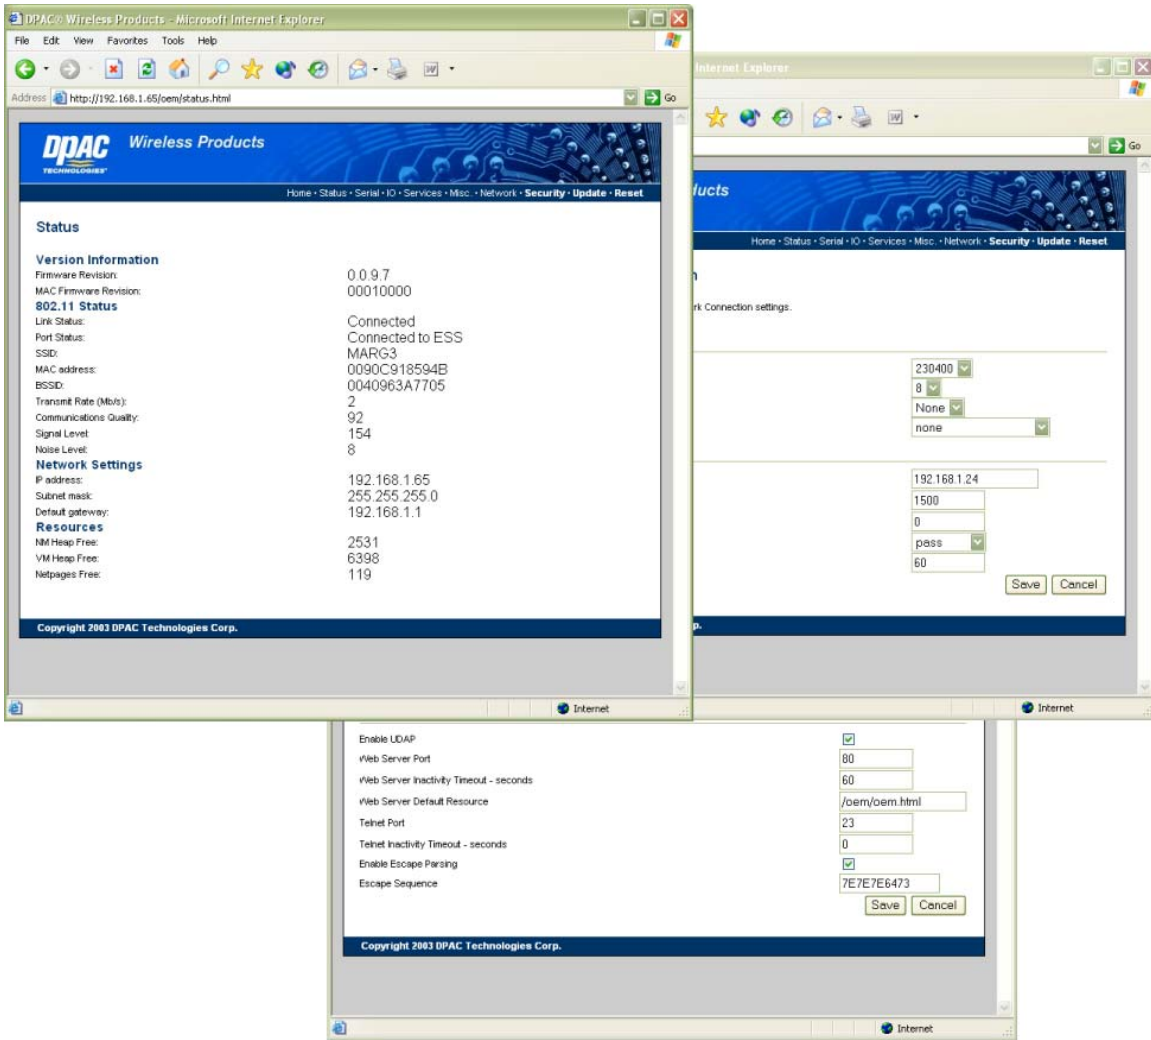 DPAC® Wireless Products - Microsoft Internet Explorer
File Edit View Favorites Tools Help
Address http://192.168.1.65/oem/status.html Go
DPAC TECHNOLOGIES Wireless Products
Home • Status • Serial • IO • Services • Misc. • Network • Security • Update • Reset
Status
Version Information
Firmware Revision: 0.0.9.7
MAC Firmware Revision: 00010000
802.11 Status
Link Status: Connected
Port Status: Connected to ESS
SSID: MARG3
MAC address: 0090C918594B
BSSID: 0040963A7705
Transmit Rate (Mb/s): 2
Communications Quality: 92
Signal Level: 154
Noise Level: 8
Network Settings
IP address: 192.168.1.65
Subnet mask: 255.255.255.0
Default gateway: 192.168.1.1
Resources
NM Heap Free: 2531
VM Heap Free: 6398
Netpages Free: 119
Copyright 2003 DPAC Technologies Corp.
Internet
Internet Explorer
Go
ducts
Home • Status • Serial • IO • Services • Misc. • Network • Security • Update • Reset
n
rk Connection settings.
230400
8
None
none
192.168.1.24
1500
0
pass
60
Save Cancel
p.
Internet
Enable UDAP
Web Server Port 80
Web Server Inactivity Timeout - seconds 60
Web Server Default Resource /oem/oem.html
Telnet Port 23
Telnet Inactivity Timeout - seconds 0
Enable Escape Parsing
Escape Sequence 7E7E7E6473
Save Cancel
Copyright 2003 DPAC Technologies Corp.
Internet